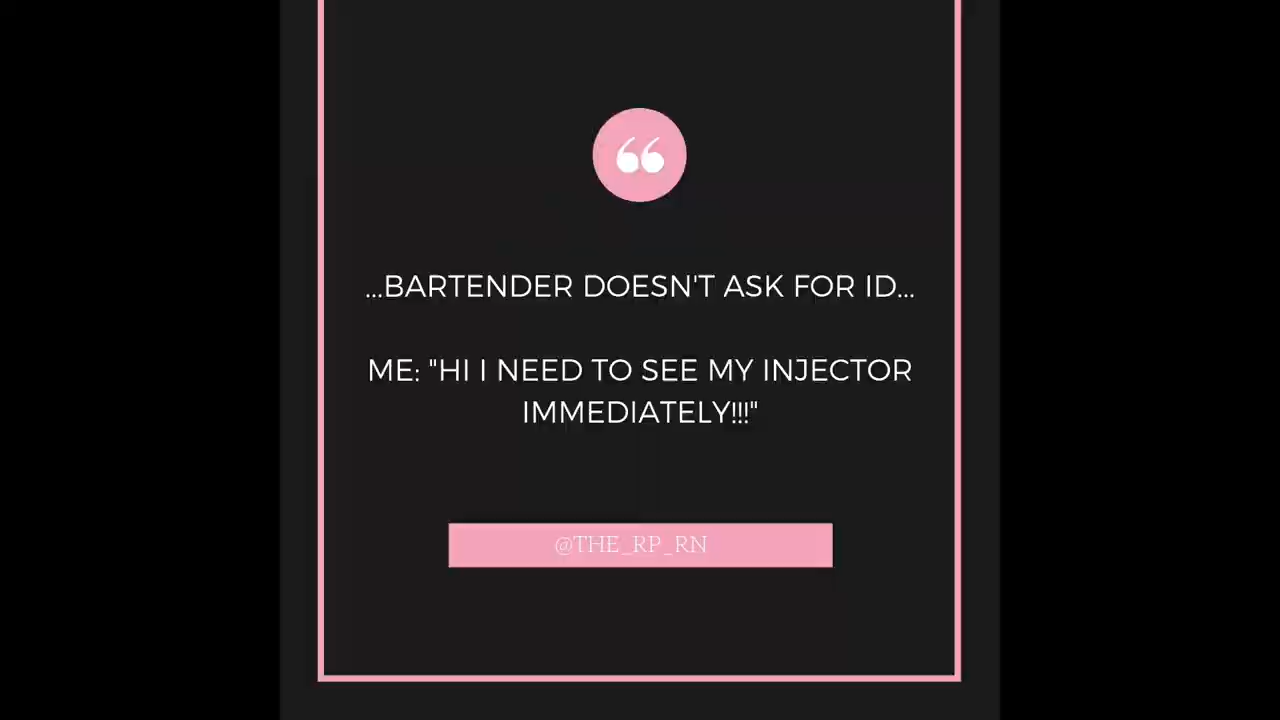 “
...BARTENDER DOESN'T ASK FOR ID...
ME: "HI I NEED TO SEE MY INJECTOR
IMMEDIATELY!!!"
@THE_RP_RN